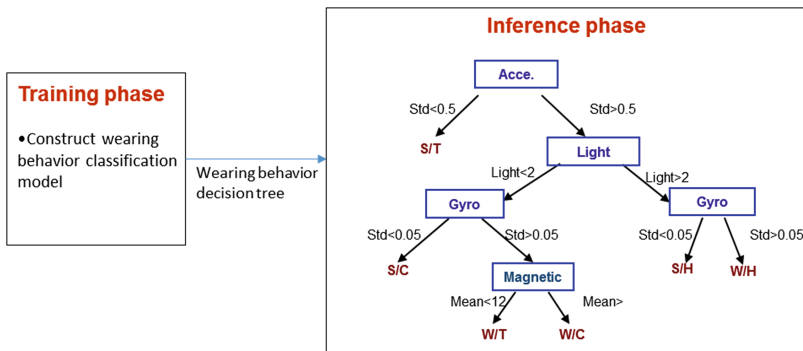 Training phase
•Construct wearing
behavior classification
model
Wearing behavior
decision tree
Inference phase
Acce.
Std<0.5
Std>0.5
S/T
Light
Light<2
Light>2
Gyro
Gyro
Std<0.05
Std>0.05
Std<0.05
Std>0.05
S/C
Magnetic
S/H
W/H
Mean<12
Mean>
W/T
W/C